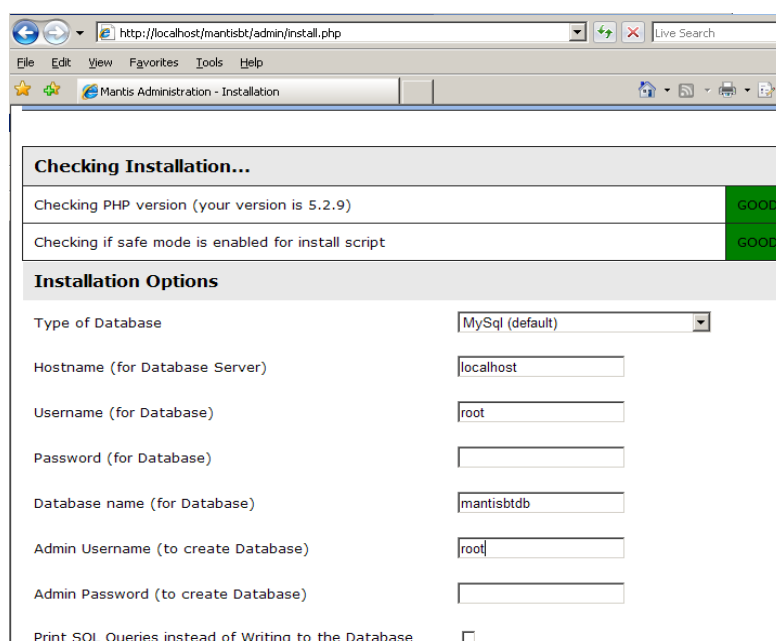 http://localhost/mantisbt/admin/install.php Live Search
File Edit View Favorites Tools Help
Mantis Administration - Installation
Checking Installation...
Checking PHP version (your version is 5.2.9) GOOD
Checking if safe mode is enabled for install script GOOD
Installation Options
Type of Database MySql (default)
Hostname (for Database Server) localhost
Username (for Database) root
Password (for Database)
Database name (for Database) mantisbtdb
Admin Username (to create Database) root
Admin Password (to create Database)
Print SQL Queries instead of Writing to the Database